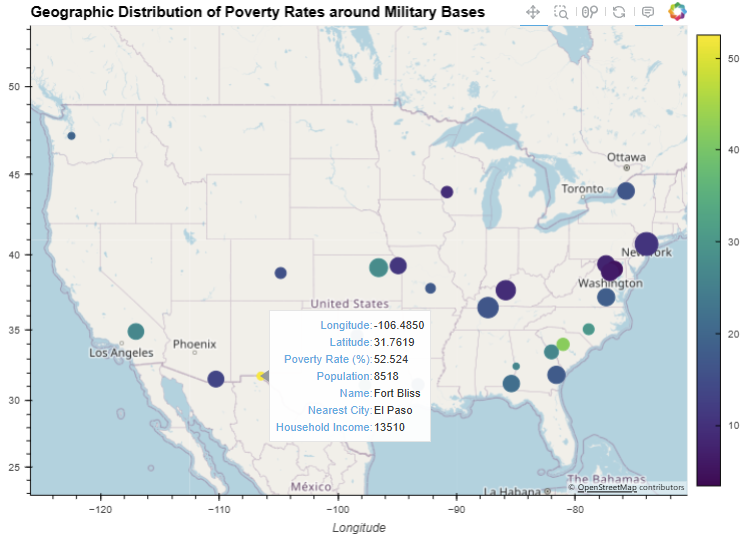 Geographic Distribution of Poverty Rates around Military Bases
50
45
40
35
30
25
Ottawa
Toronto
New York
Washington
United States
Los Angeles
Phoenix
México
La Habana
The Bahamas
Longitude: -106.4850
Latitude: 31.7619
Poverty Rate (%): 52.524
Population: 8518
Name: Fort Bliss
Nearest City: El Paso
Household Income: 13510
© OpenStreetMap contributors
−120
−110
−100
−90
−80
Longitude
50
40
30
20
10